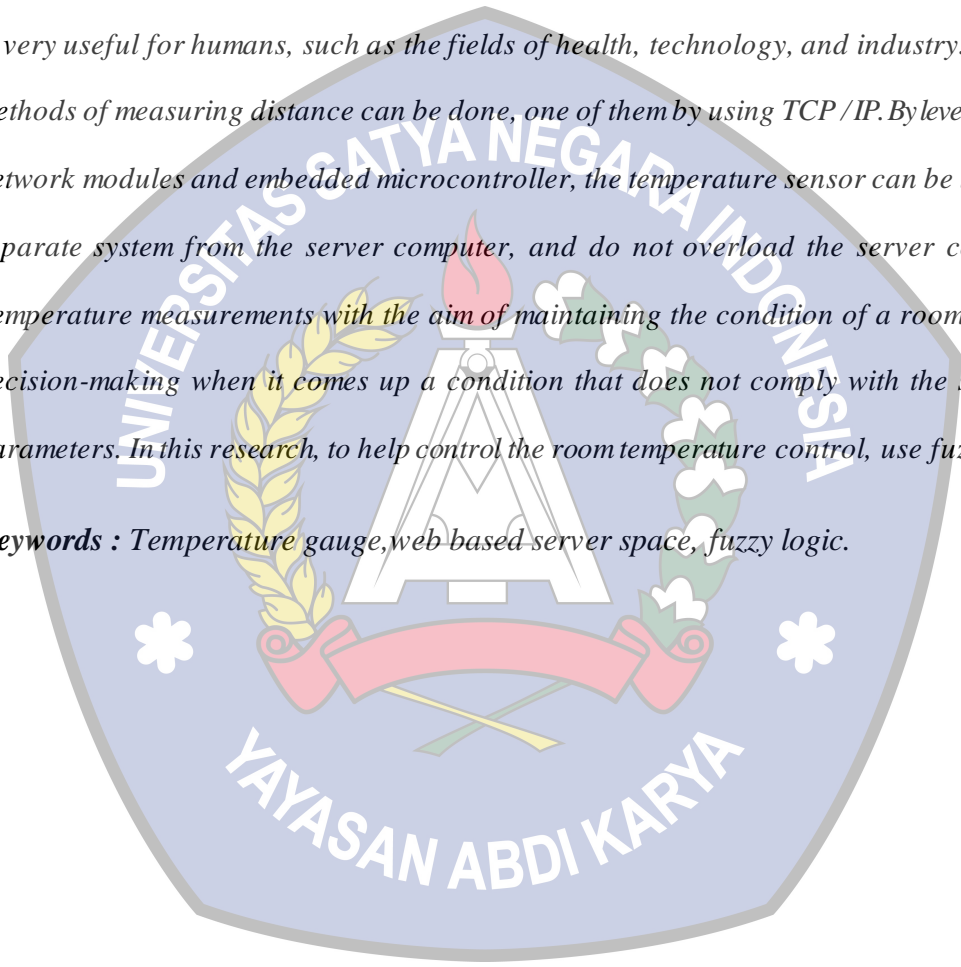 very useful for humans, such as the fields of health, technology, and industry.
methods of measuring distance can be done, one of them by using TCP / IP. By leve
network modules and embedded microcontroller, the temperature sensor can be
parate system from the server computer, and do not overload the server c
temperature measurements with the aim of maintaining the condition of a room
ecision-making when it comes up a condition that does not comply with the
arameters. In this research, to help control the room temperature control, use fuz
eywords : Temperature gauge,web based server space, fuzzy logic.
UNIVERSITAS SATYA NEGARA INDONESIA
YAYASAN ABDI KARYA